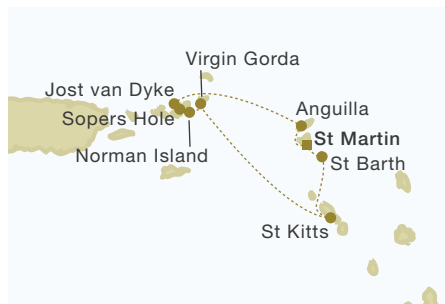 Virgin Gorda
Jost van Dyke
Sopers Hole
Norman Island
Anguilla
St Martin
St Barth
St Kitts